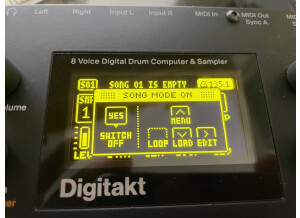 Left Right Input L Input R MIDI In MIDI Out
Sync A
8 Voice Digital Drum Computer & Sampler
S01 SONG 01 IS EMPTY 135.1
SONG MODE ON
1
YES
MENU
SWITCH
OFF
LOOP LOAD EDIT
Digitakt